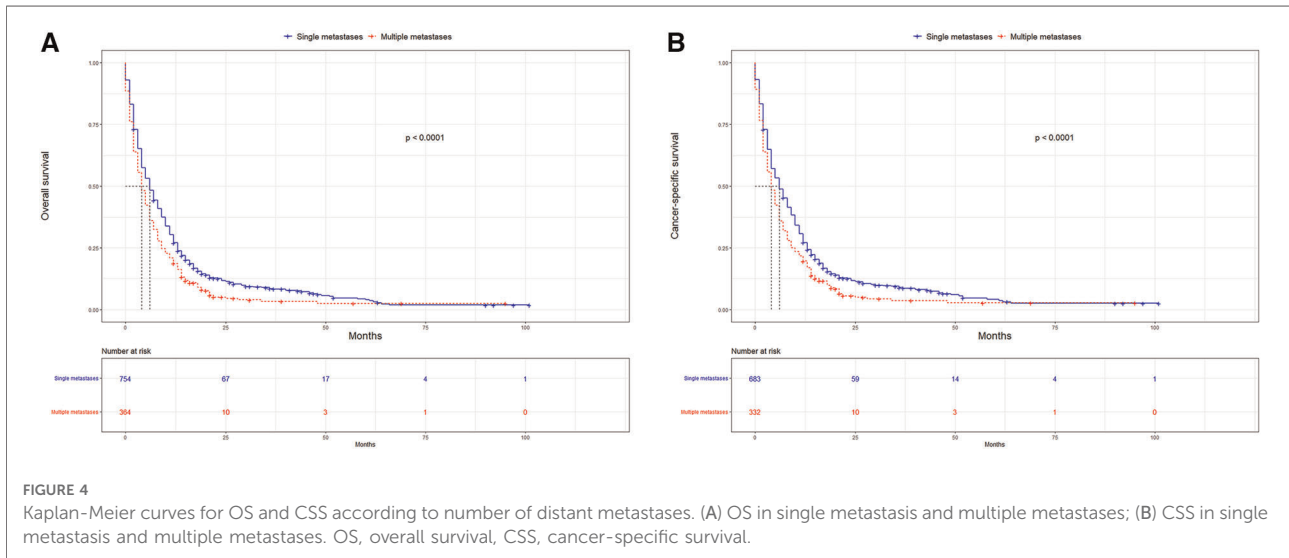 A
Single metastases Multiple metastases
1.00
0.75
0.50
0.25
0.00
Overall survival
p < 0.0001
0 25 50 75 100
Months
Number at risk
Single metastases 754 67 17 4 1
Multiple metastases 364 10 3 1 0
0 25 50 75 100
Months
B
Single metastases Multiple metastases
1.00
0.75
0.50
0.25
0.00
Cancer-specific survival
p < 0.0001
0 25 50 75 100
Months
Number at risk
Single metastases 683 59 14 4 1
Multiple metastases 332 10 3 1 0
0 25 50 75 100
Months
FIGURE 4
Kaplan-Meier curves for OS and CSS according to number of distant metastases. (A) OS in single metastasis and multiple metastases; (B) CSS in single
metastasis and multiple metastases. OS, overall survival, CSS, cancer-specific survival.